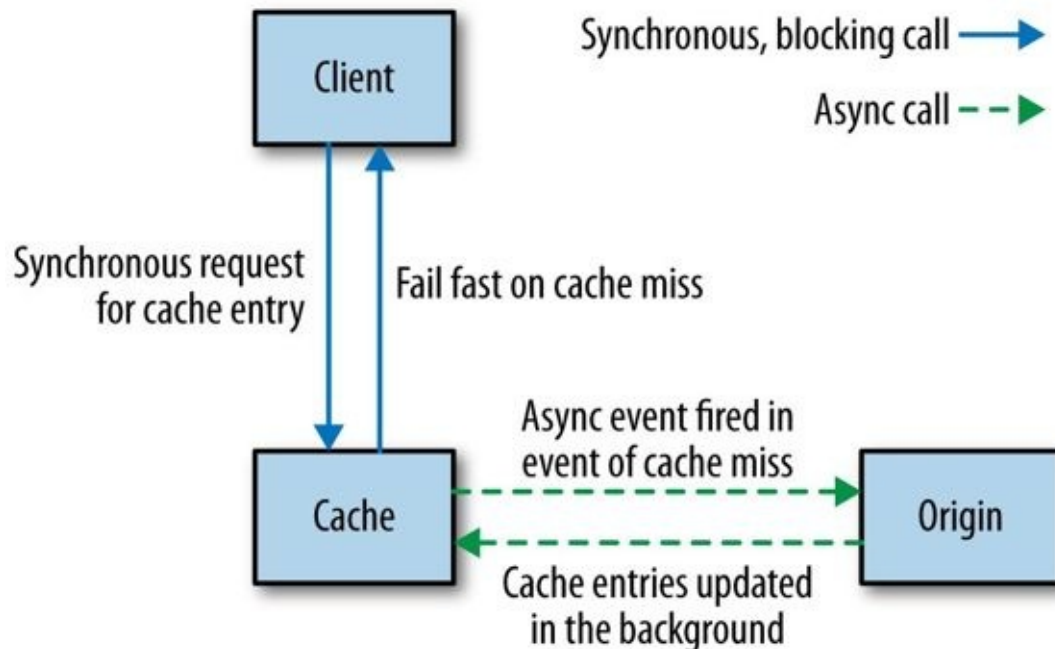 Client
Synchronous, blocking call
Async call
Synchronous request
for cache entry
Fail fast on cache miss
Async event fired in
event of cache miss
Cache
Origin
Cache entries updated
in the background